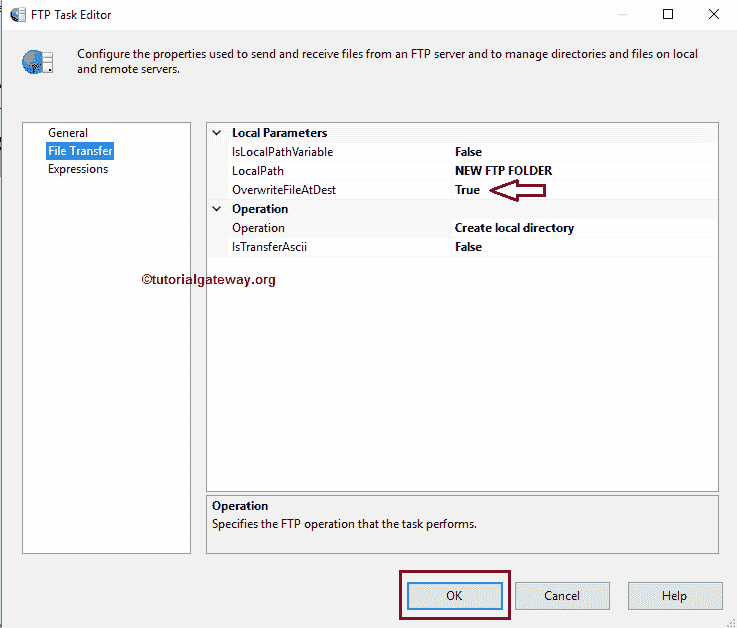 FTP Task Editor
Configure the properties used to send and receive files from an FTP server and to manage directories and files on local
and remote servers.
General
File Transfer
Expressions
Local Parameters
IsLocalPathVariable False
LocalPath NEW FTP FOLDER
OverwriteFileAtDest True
Operation
Operation Create local directory
IsTransferAscii False
©tutorialgateway.org
Operation
Specifies the FTP operation that the task performs.
OK Cancel Help